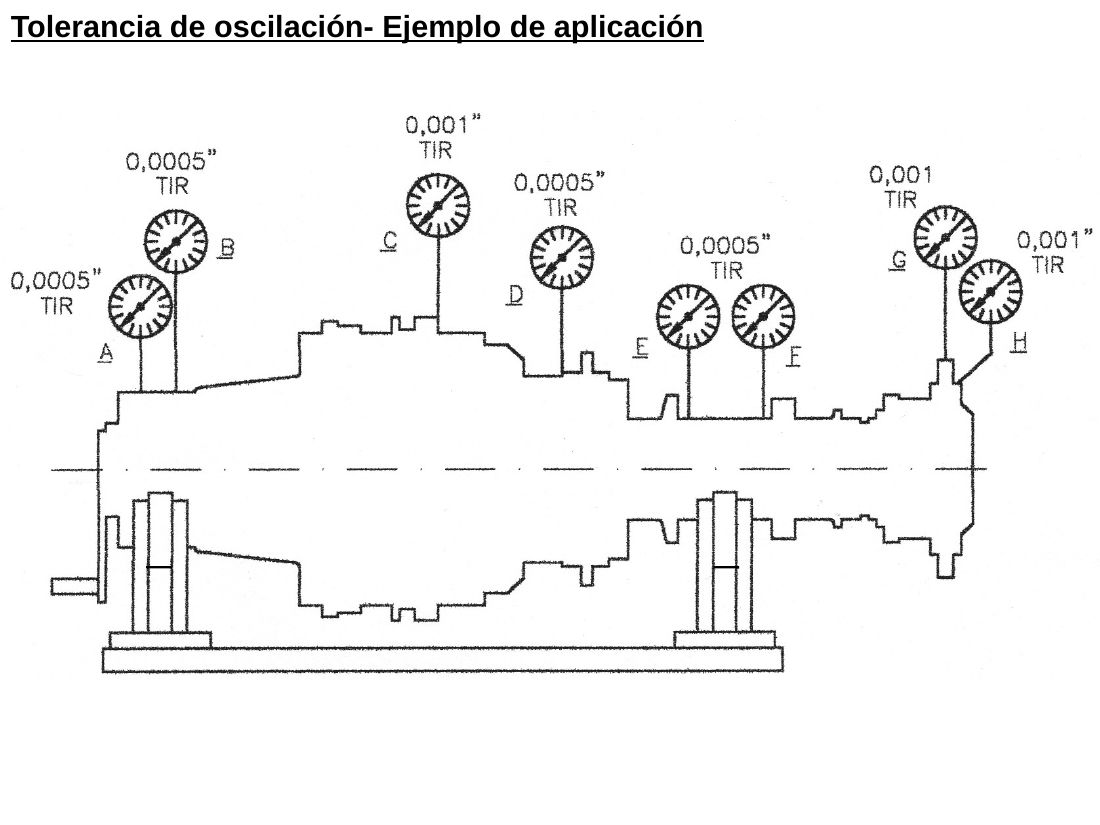 Tolerancia de oscilación- Ejemplo de aplicación
0,001”
TIR
0,0005”
TIR
B
0,0005”
TIR
A
C
0,0005”
TIR
D
0,0005”
TIR
E
F
0,001
TIR
G
0,001”
TIR
H